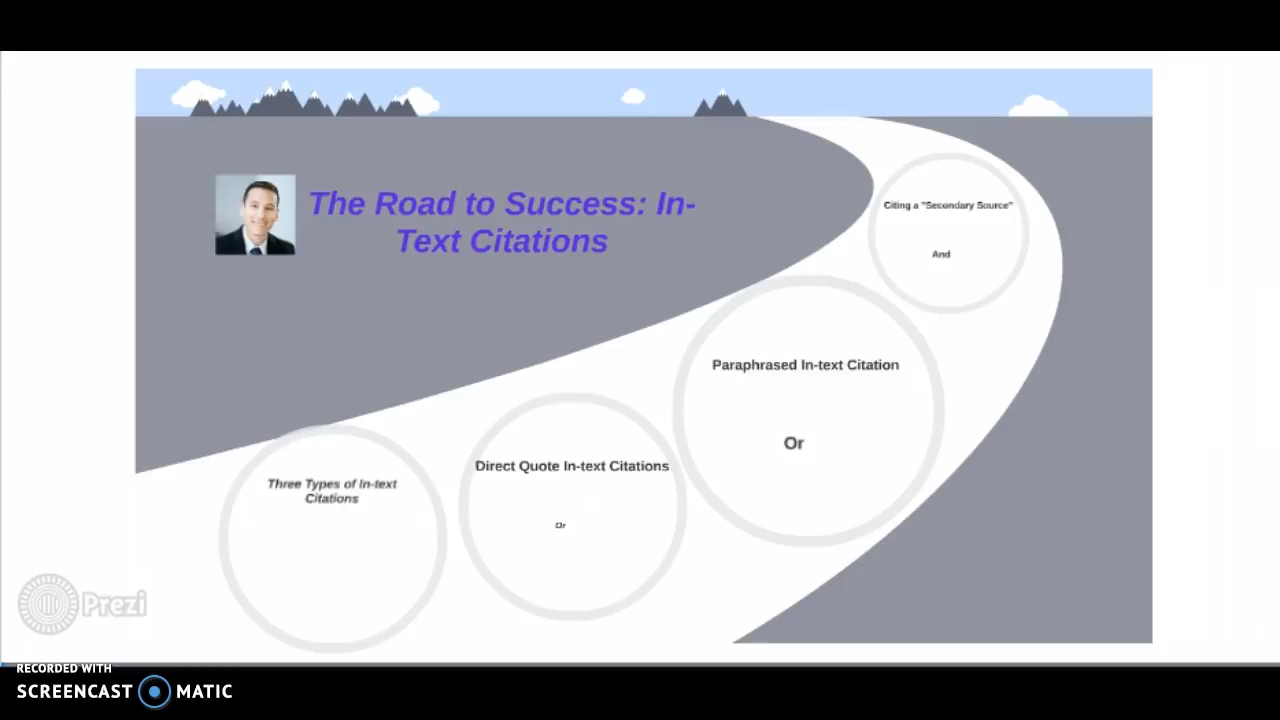 The Road to Success: In-
Text Citations
Citing a "Secondary Source"
And
Paraphrased In-text Citation
Or
Direct Quote In-text Citations
Or
Three Types of In-text
Citations
Prezi
RECORDED WITH
SCREENCAST MATIC